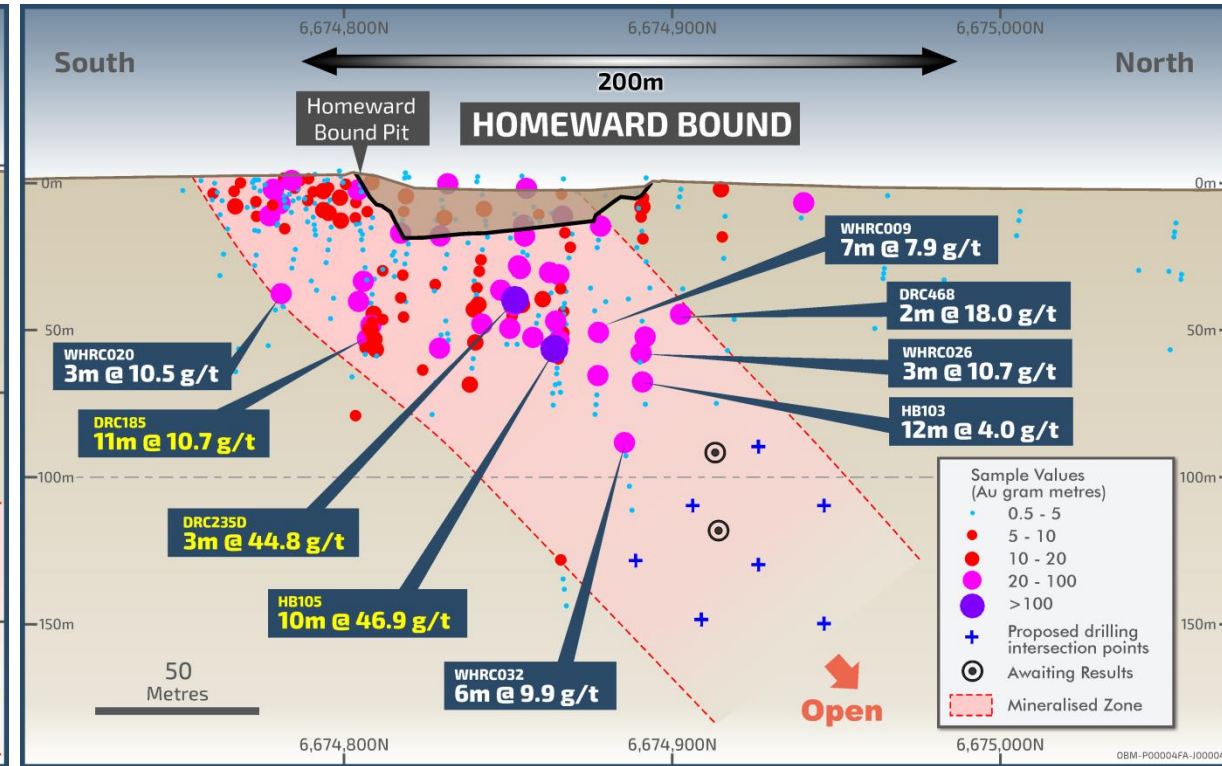 6,674,800N
6,674,900N
6,675,000N
South
200m
North
Homeward
Bound Pit
HOMEWARD BOUND
0m
0m
WHRC009
7m @ 7.9 g/t
DRC468
2m @ 18.0 g/t
50m
50m
WHRC020
3m @ 10.5 g/t
WHRC026
3m @ 10.7 g/t
DRC185
11m @ 10.7 g/t
HB103
12m @ 4.0 g/t
100m
100m
DRC235D
3m @ 44.8 g/t
HB105
10m @ 46.9 g/t
150m
150m
WHRC032
6m @ 9.9 g/t
50
Metres
Open
Sample Values
(Au gram metres)
0.5 - 5
5 - 10
10 - 20
20 - 100
>100
Proposed drilling
intersection points
Awaiting Results
Mineralised Zone
6,674,800N
6,674,900N
6,675,000N